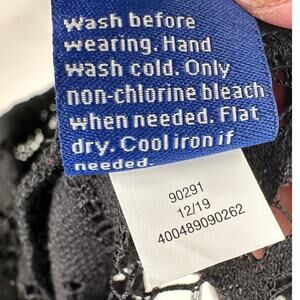 Wash before
wearing. Hand
wash cold. Only
non-chlorine bleach
when needed. Flat
dry. Cool iron if
needed.
90291
12/19
400489090262